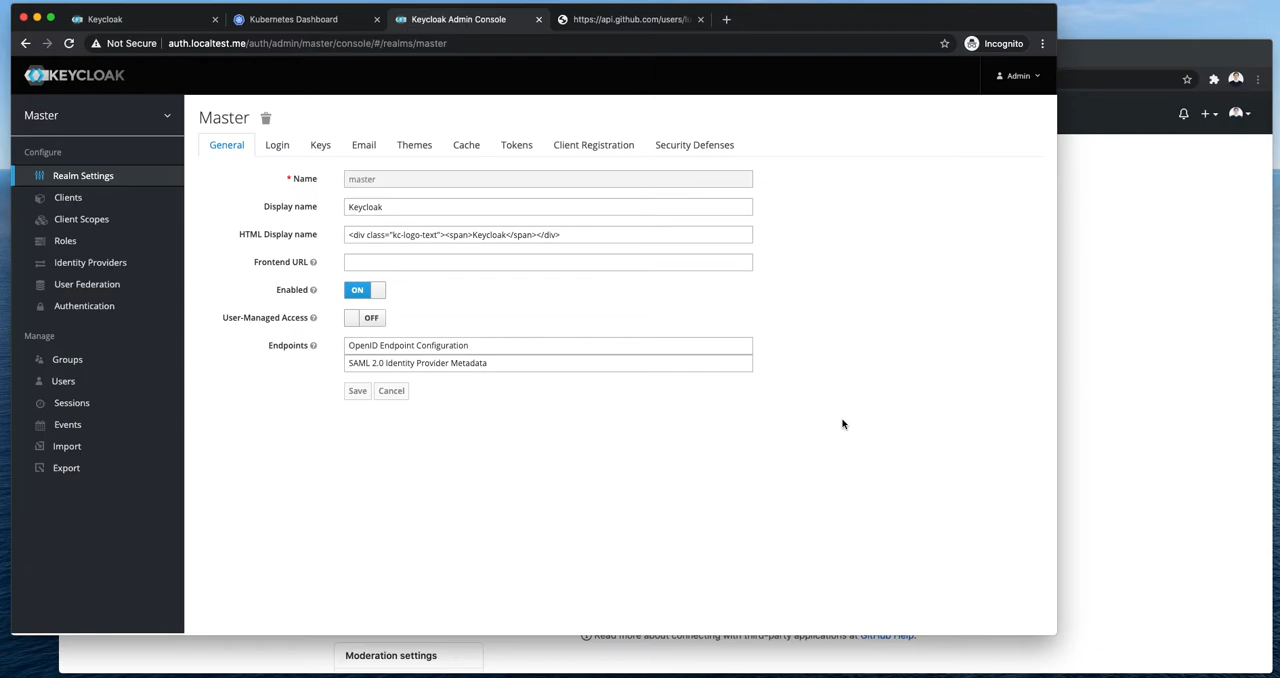 Keycloak
Kubernetes Dashboard
Keycloak Admin Console
https://api.github.com/users/
Not Secure
auth.localtest.me/auth/admin/master/console/#/realms/master
Incognito
KEYCLOAK
Admin
Master
Configure
Realm Settings
Clients
Client Scopes
Roles
Identity Providers
User Federation
Authentication
Manage
Groups
Users
Sessions
Events
Import
Export
Master
General
Login
Keys
Email
Themes
Cache
Tokens
Client Registration
Security Defenses
* Name
master
Display name
Keycloak
HTML Display name
<div class="kc-logo-text"><span>Keycloak</span></div>
Frontend URL
Enabled
ON
User-Managed Access
OFF
Endpoints
OpenID Endpoint Configuration
SAML 2.0 Identity Provider Metadata
Save
Cancel
Read more about connecting with third-party applications at GitHub Help.
Moderation settings